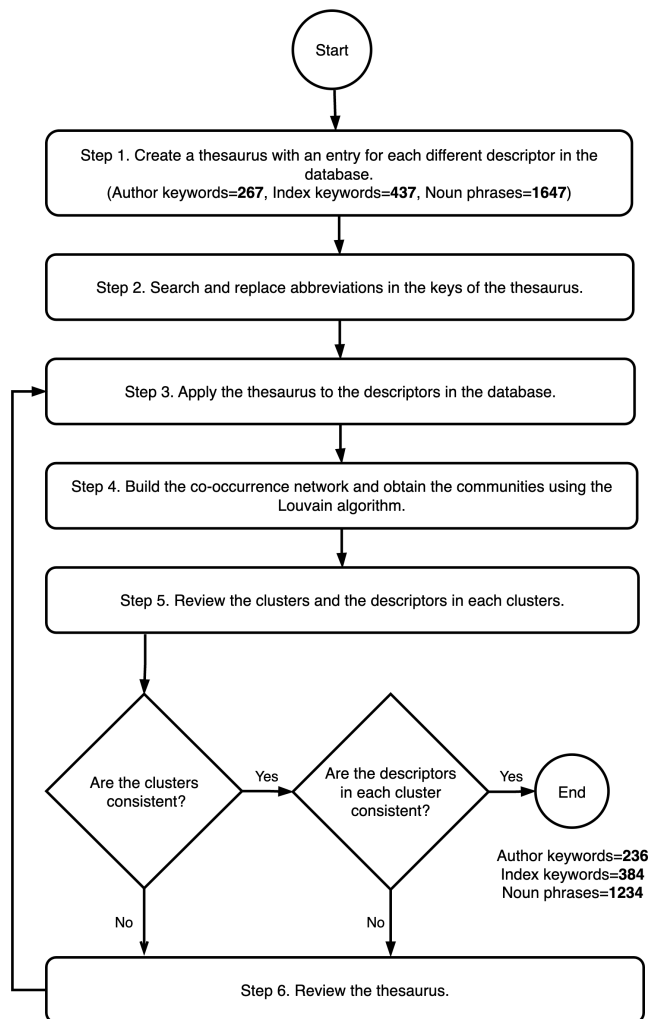 Start
Step 1. Create a thesaurus with an entry for each different descriptor in the
database.
(Author keywords=267, Index keywords=437, Noun phrases=1647)
Step 2. Search and replace abbreviations in the keys of the thesaurus.
Step 3. Apply the thesaurus to the descriptors in the database.
Step 4. Build the co-occurrence network and obtain the communities using the
Louvain algorithm.
Step 5. Review the clusters and the descriptors in each clusters.
Are the clusters
consistent?
Yes
Are the descriptors
in each cluster
consistent?
Yes
End
Author keywords=236
Index keywords=384
Noun phrases=1234
No
No
Step 6. Review the thesaurus.